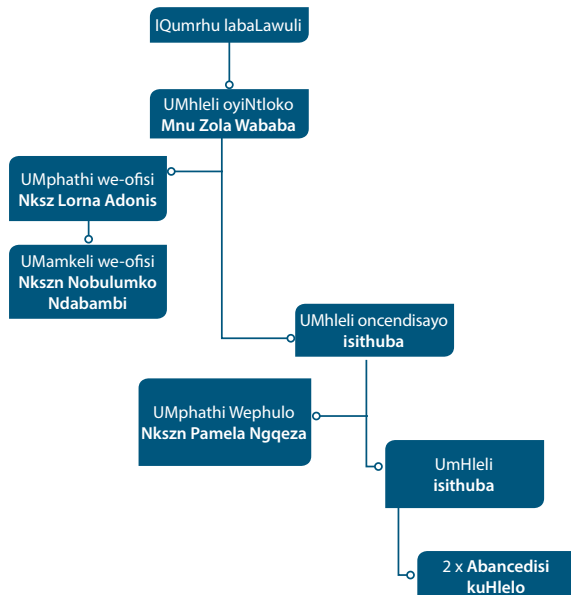 IQumrhu labaLawuli
UMhleli oyiNtloko
Mnu Zola Wababa
UMphathi we-ofisi
Nksz Lorna Adonis
UMamkeli we-ofisi
Nkszn Nobulumko
Ndabambi
UMhleli oncendisayo
isithuba
UMphathi Wephulo
Nkszn Pamela Ngqeza
UmHleli
isithuba
2 x Abancedisi
kuHlelo